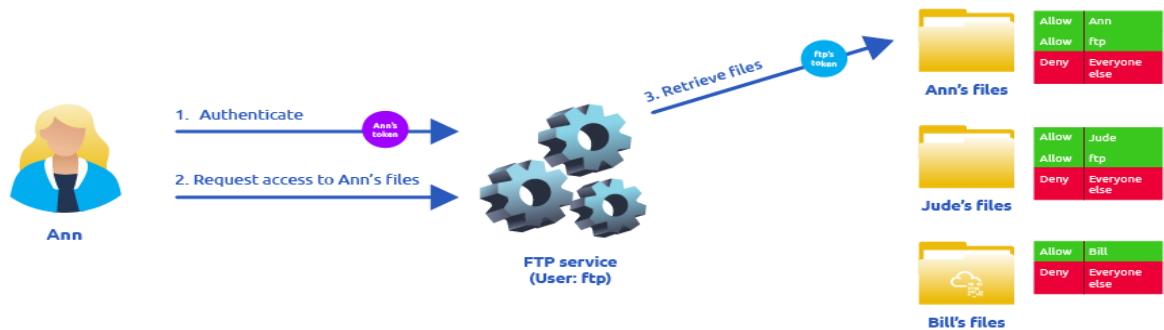 Ann
1. Authenticate
Ann's
token
2. Request access to Ann's files
FTP service
(User: ftp)
3. Retrieve files
ftp's
token
Ann's files
Allow Ann
Allow ftp
Deny Everyone
else
Jude's files
Allow Jude
Allow ftp
Deny Everyone
else
Bill's files
Allow Bill
Deny Everyone
else